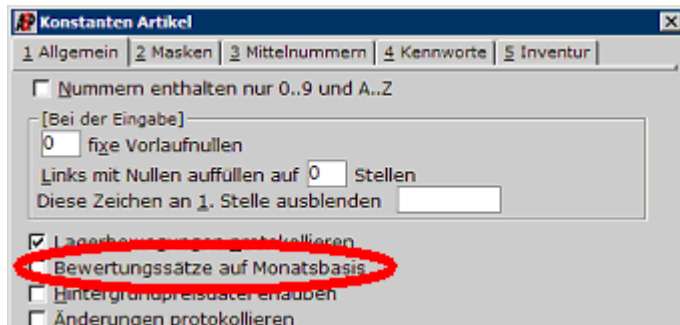 Konstanten Artikel
1 Allgemein 2 Masken 3 Mittelnummern 4 Kennworte 5 Inventur
Nummern enthalten nur 0..9 und A..Z
[Bei der Eingabe]
0 fixe Vorlaufnullen
Links mit Nullen auffüllen auf 0 Stellen
Diese Zeichen an 1. Stelle ausblenden
Lagerbewegungen protokollieren
Bewertungssätze auf Monatsbasis
Hintergrundpreisdatei erlauben
Änderungen protokollieren